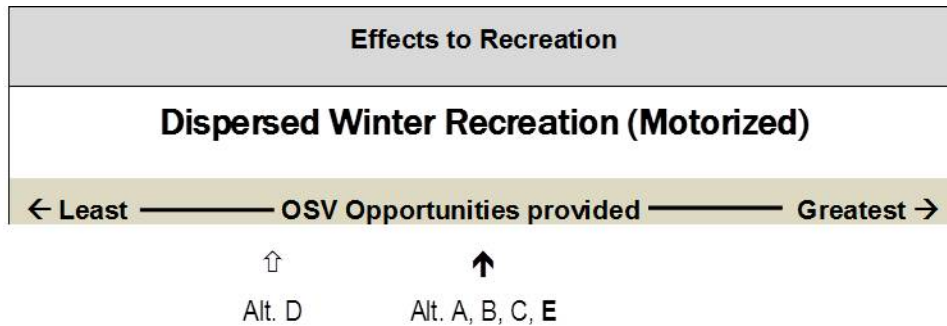 Effects to Recreation
Dispersed Winter Recreation (Motorized)
← Least ——— OSV Opportunities provided ——— Greatest →
⇧ ⬆
Alt. D Alt. A, B, C, E